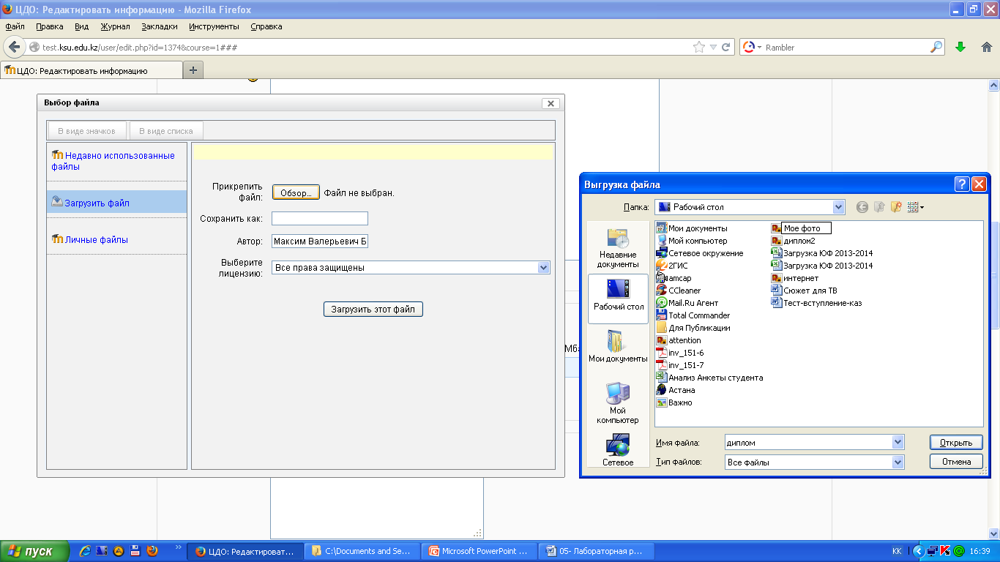 ЦДО: Редактировать информацию - Mozilla Firefox
Файл Правка Вид Журнал Закладки Инструменты Справка
test.ksu.edu.kz/user/edit.php?id=1374&course=1###
Rambler
ЦДО: Редактировать информацию
Выбор файла
В виде значков
В виде списка
Недавно использованные
файлы
Загрузить файл
Личные файлы
Прикрепить
файл:
Обзор...
Файл не выбран.
Сохранить как:
Автор:
Максим Валерьевич Б
Выберите
лицензию:
Все права защищены
Загрузить этот файл
Мба
Выгрузка файла
Папка:
Рабочий стол
Недавние
документы
Рабочий стол
Мои документы
Мой
компьютер
Сетевое
Мои документы
Мой компьютер
Сетевое окружение
2ГИС
amcap
CCleaner
Mail.Ru Агент
Total Commander
Для Публикации
attention
inv_151-6
inv_151-7
Анализ Анкеты студента
Астана
Важно
Мое фото
диплом2
Загрузка ЮФ 2013-2014
Загрузка ЮФ 2013-2014
интернет
Сюжет для ТВ
Тест-вступление-каз
Имя файла:
диплом
Открыть
Тип файлов:
Все файлы
Отмена
пуск
ЦДО: Редактироват...
C:\Documents and Se...
Microsoft PowerPoint ...
05- Лабораторная р...
KK
16:39